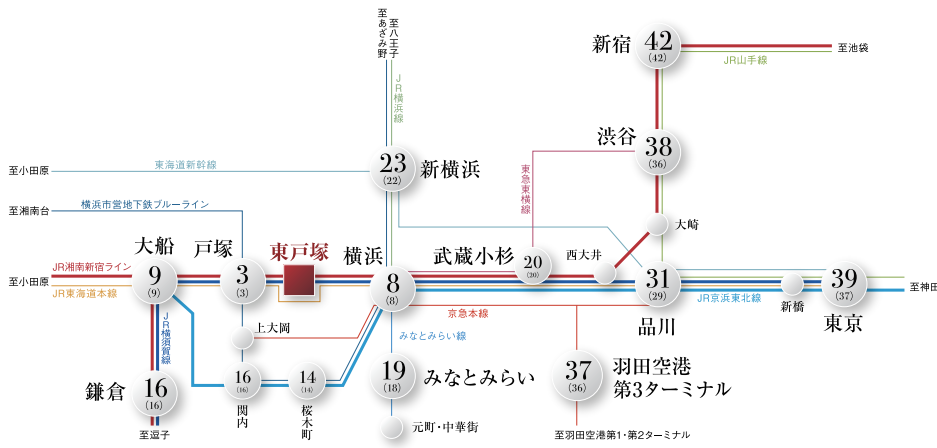 至あざみ野
至八王子
新宿
42
(42)
至池袋
JR山手線
JR横浜線
渋谷
38
(36)
東海道新幹線
至小田原
23
(22)
新横浜
東急東横線
横浜市営地下鉄ブルーライン
至湘南台
大崎
大船
戸塚
東戸塚
横浜
武蔵小杉
西大井
JR湘南新宿ライン
至小田原
JR東海道本線
9
(9)
3
(3)
8
(8)
20
(20)
31
(29)
39
(37)
至神田
JR京浜東北線
新橋
京急本線
品川
東京
JR横須賀線
上大岡
みなとみらい線
鎌倉
16
(16)
16
(16)
14
(14)
19
(18)
みなとみらい
37
(36)
羽田空港
第3ターミナル
関内
桜木町
元町・中華街
至逗子
至羽田空港第1・第2ターミナル